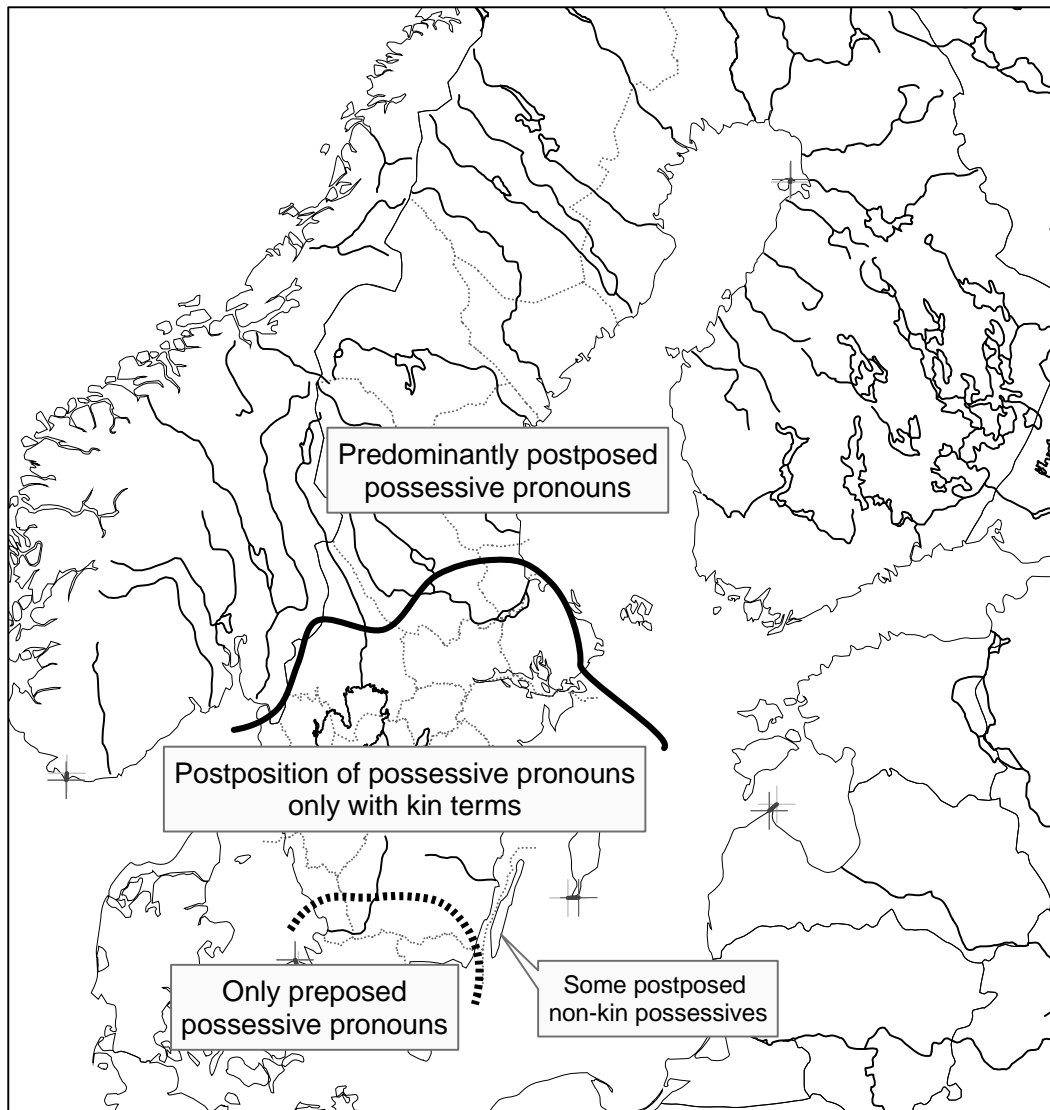 Predominantly postposed
possessive pronouns
Postposition of possessive pronouns
only with kin terms
Only preposed
possessive pronouns
Some postposed
non-kin possessives